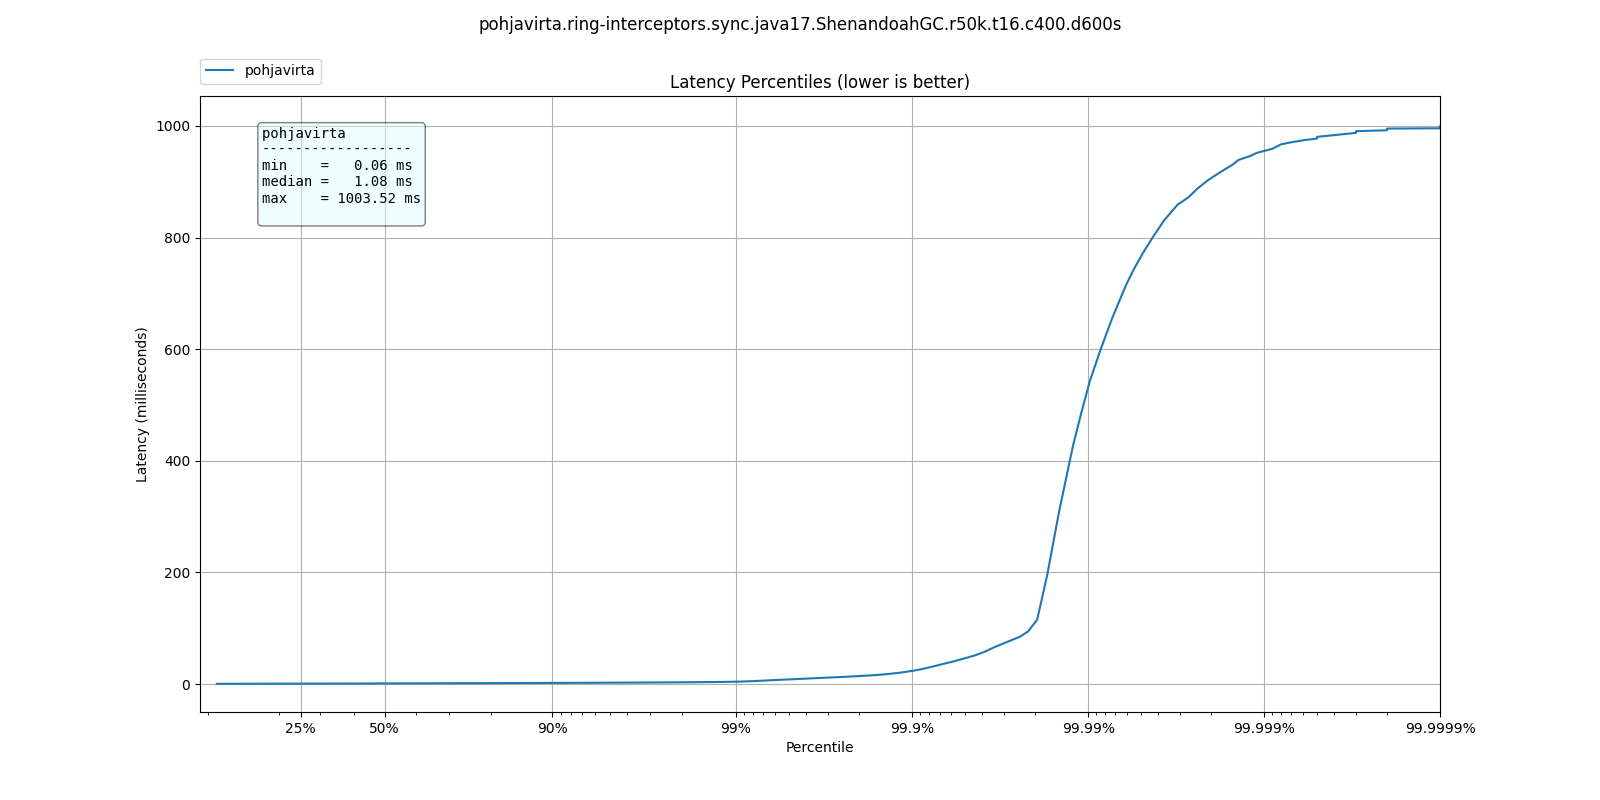 pohjavirta.ring-interceptors.sync.java17.ShenandoahGC.r50k.t16.c400.d600s
pohjavirta
Latency Percentiles (lower is better)
1000
800
600
400
200
0
Latency (milliseconds)
pohjavirta
------------------
min    =   0.06 ms
median =   1.08 ms
max    = 1003.52 ms
25% 50% 90% 99% 99.9% 99.99% 99.999% 99.9999%
Percentile